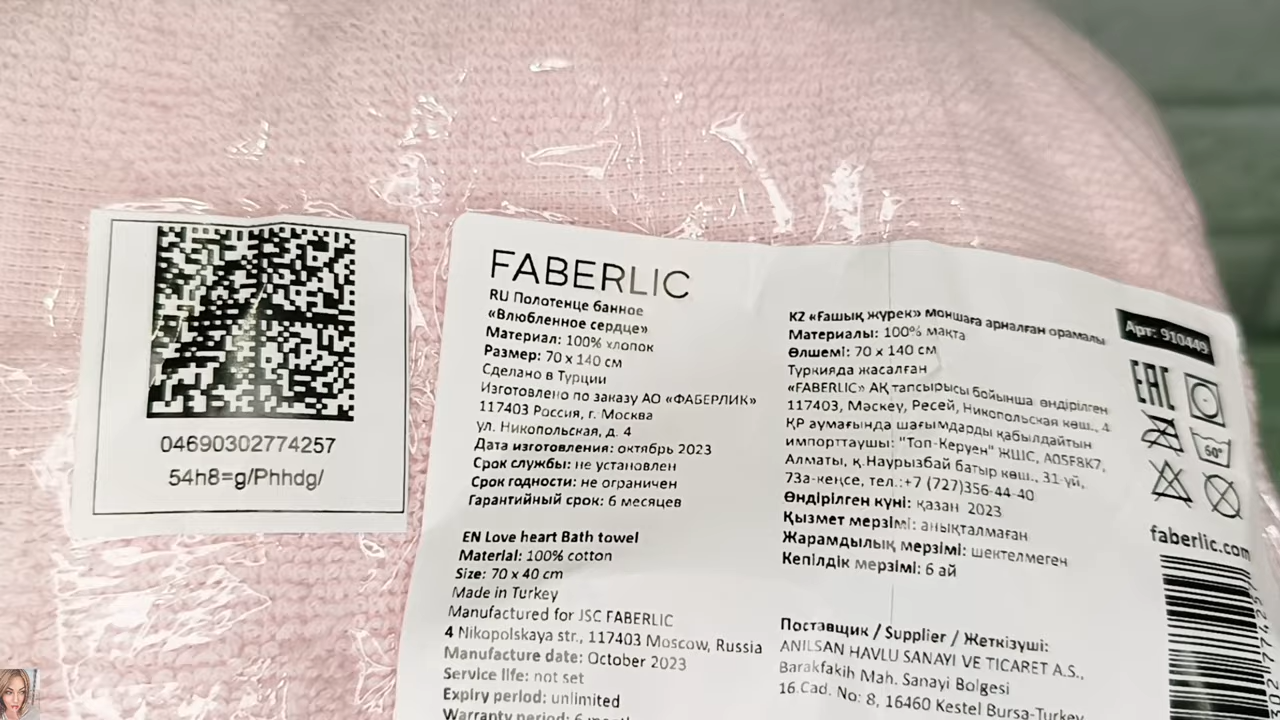 04690302774257
54h8=g/Phhdg/
FABERLIC
RU Полотенце банное
«Влюбленное сердце»
Материал: 100% хлопок
Размер: 70 x 140 см
Сделано в Турции
Изготовлено по заказу АО «ФАБЕРЛИК»
117403 Россия, г. Москва
ул. Никопольская, д. 4
Дата изготовления: октябрь 2023
Срок службы: не установлен
Срок годности: не ограничен
Гарантийный срок: 6 месяцев
EN Love heart Bath towel
Material: 100% cotton
Size: 70 x 40 cm
Made in Turkey
Manufactured for JSC FABERLIC
4 Nikopolskaya str., 117403 Moscow, Russia
Manufacture date: October 2023
Service life: not set
Expiry period: unlimited
Warranty period: 6
KZ «Ғашық жүрек» моншаға арналған орамалы
Материалы: 100% мақта
Өлшемі: 70 x 140 см
Туркияда жасалған
«FABERLIC» АҚ тапсырысы бойынша өндірілген
117403, Мәскеу, Ресей, Никопольская көш., 4
ҚР аумағында шағымдарды қабылдайтын
импорттаушы: "Топ-Керуен" ЖШС, A05F8K7,
Алматы, қ.Наурызбай батыр көш., 31-үй,
73а-кеңсе, тел.:+7 (727)356-44-40
Өндірілген күні: қазан 2023
Қызмет мерзімі: анықталмаған
Жарамдылық мерзімі: шектелмеген
Кепілдік мерзімі: 6 ай
Поставщик / Supplier / Жеткізуші:
ANILSAN HAVLU SANAYI VE TICARET A.S.,
Barakfakih Mah. Sanayi Bolgesi
16.Cad. No: 8, 16460 Kestel Bursa-Turkey
Арт: 910449
EAC
60°
faberlic.com